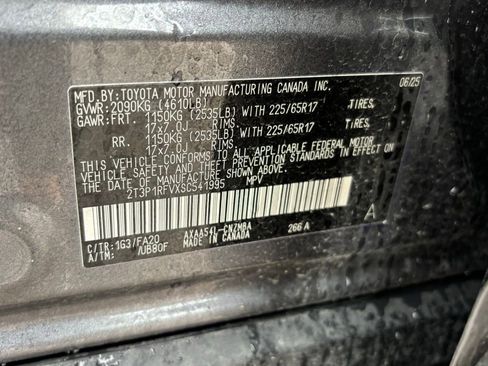 MFD. BY: TOYOTA MOTOR MANUFACTURING CANADA INC. 06/25
GVWR: 2090KG (4610LB)
GAWR: FRT. 1150KG (2535LB) WITH 225/65R17 TIRES,
17x7.0J RIMS,
RR. 1150KG (2535LB) WITH 225/65R17 TIRES,
17x7.0J RIMS.
THIS VEHICLE CONFORMS TO ALL APPLICABLE FEDERAL MOTOR
VEHICLE SAFETY AND THEFT PREVENTION STANDARDS IN EFFECT
ON THE DATE OF MANUFACTURE SHOWN ABOVE.
2T3P1RFVXSC541995 MPV
A
C/TR: 1G3/FA20 AXAA54L-CNZMBA 266 A
A/TM: /UB80F MADE IN CANADA